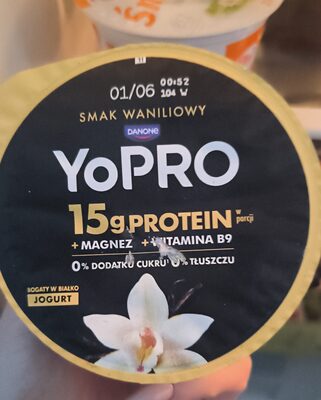 01/06 00:52
104 W
SMAK WANILIOWY
DANONE
YoPRO
15g PROTEIN w porcji
+ MAGNEZ + WITAMINA B9
0% DODATKU CUKRU 0% TŁUSZCZU
BOGATY W BIAŁKO
JOGURT